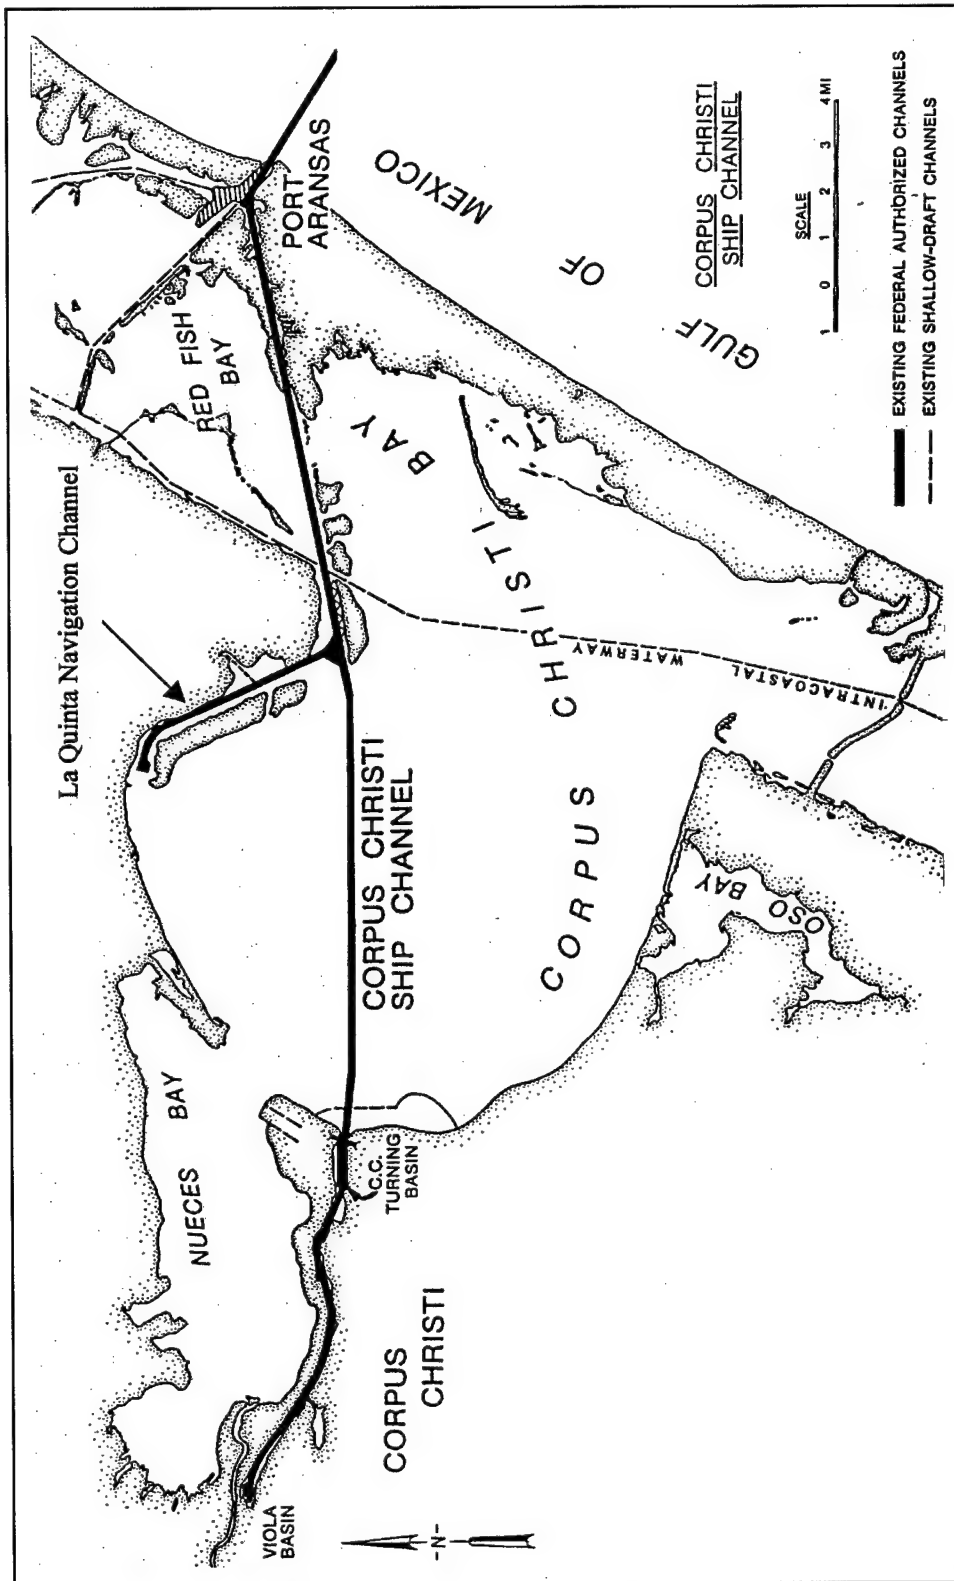 La Quinta Navigation Channel
NUECES
BAY
RED FISH
BAY
PORT
ARANSAS
VIOLA
BASIN
C.C.
TURNING
BASIN
CORPUS
CHRISTI
CORPUS CHRISTI
SHIP CHANNEL
CORPUS
CHRISTI
BAY
OSO
BAY
INTRACOASTAL
WATERWAY
GULF
OF
MEXICO
-N-
CORPUS CHRISTI
SHIP CHANNEL
SCALE
1 0 1 2 3 4 MI
EXISTING FEDERAL AUTHORIZED CHANNELS
EXISTING SHALLOW-DRAFT CHANNELS